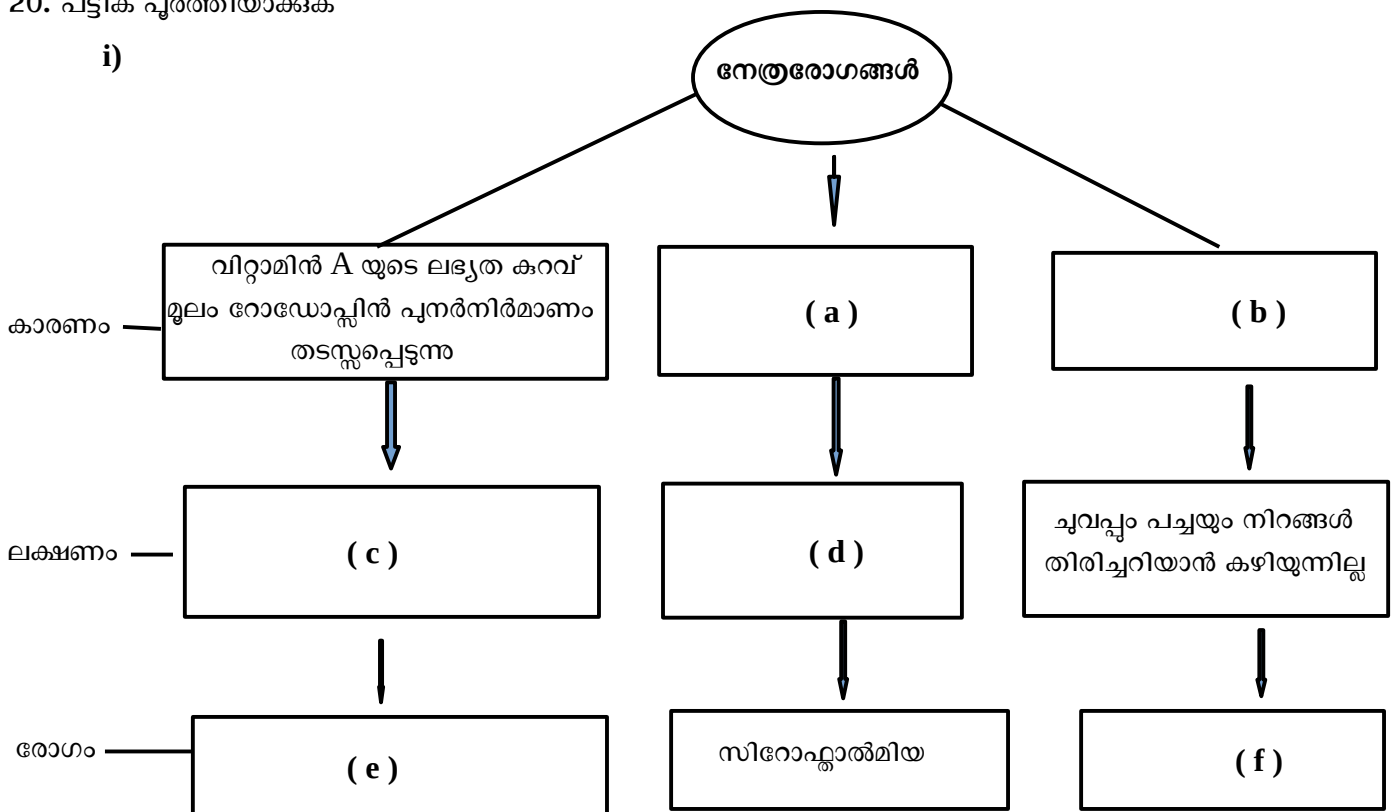 20. പട്ടിക പൂർത്തിയാക്കുക
i)
നേത്രരോഗങ്ങൾ
കാരണം
വിറ്റാമിൻ A യുടെ ലഭ്യത കുറവ്
മൂലം റോഡോപ്സിൻ പുനർനിർമാണം
തടസ്സപ്പെടുന്നു
( a )
( b )
ലക്ഷണം
( c )
( d )
ചുവപ്പും പച്ചയും നിറങ്ങൾ
തിരിച്ചറിയാൻ കഴിയുന്നില്ല
രോഗം
( e )
സിറോഫ്താൽമിയ
( f )